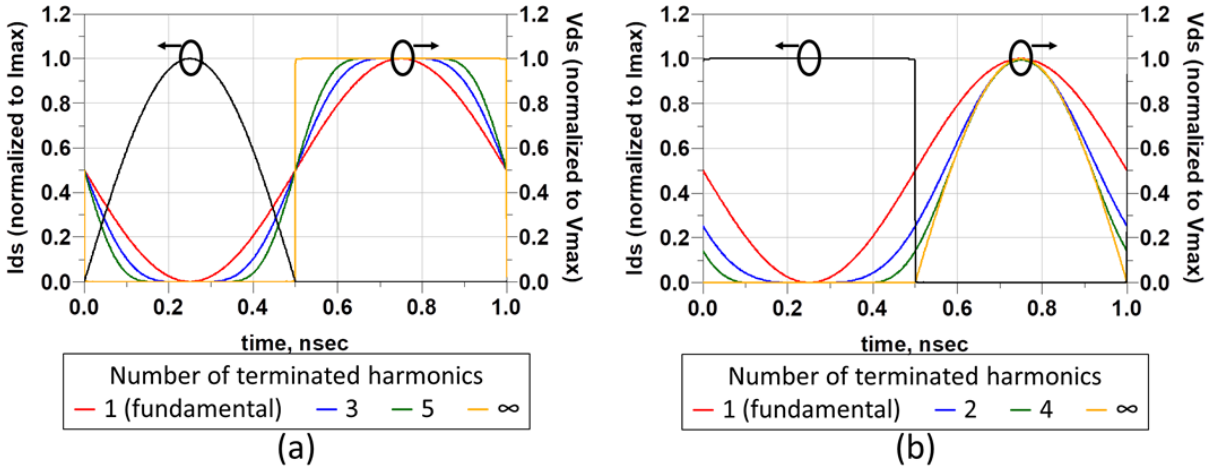 1.2
1.0
0.8
0.6
0.4
0.2
0.0
Ids (normalized to Imax)
1.2
1.0
0.8
0.6
0.4
0.2
0.0
Vds (normalized to Vmax)
0.0 0.2 0.4 0.6 0.8 1.0
time, nsec
Number of terminated harmonics
1 (fundamental) 3 5 ∞
(a)
1.2
1.0
0.8
0.6
0.4
0.2
0.0
Ids (normalized to Imax)
1.2
1.0
0.8
0.6
0.4
0.2
0.0
Vds (normalized to Vmax)
0.0 0.2 0.4 0.6 0.8 1.0
time, nsec
Number of terminated harmonics
1 (fundamental) 2 4 ∞
(b)